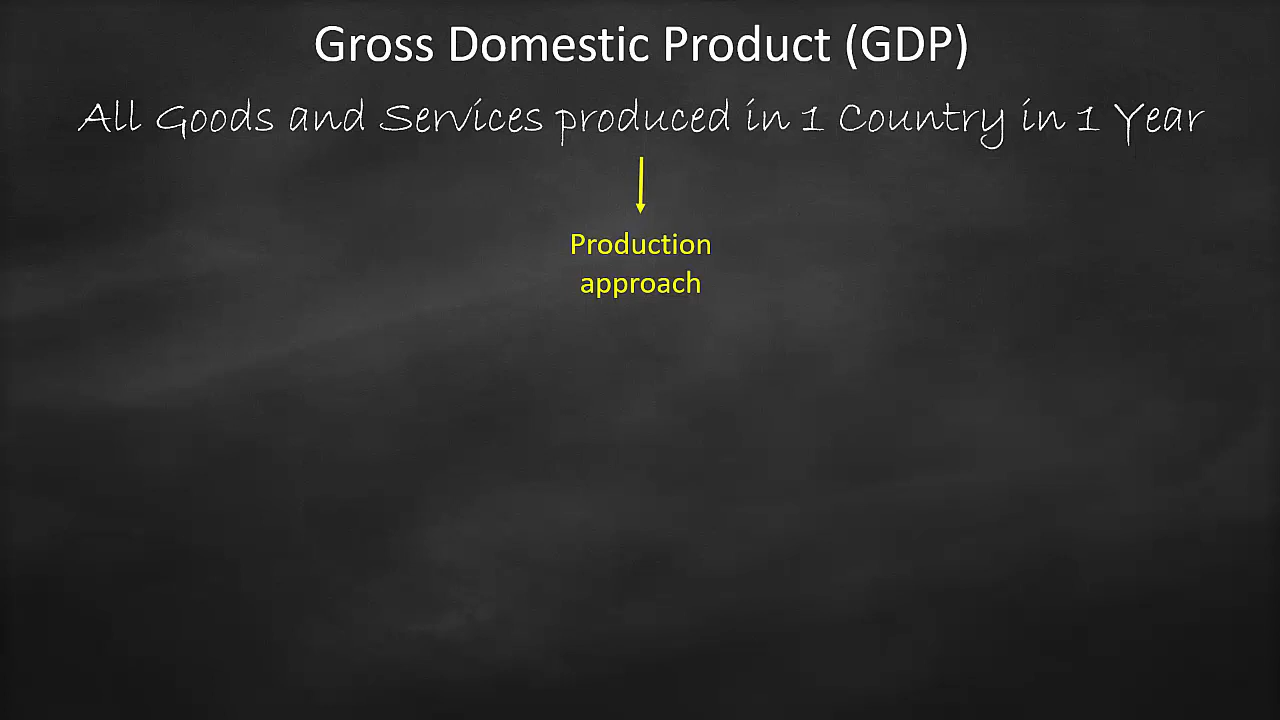 Gross Domestic Product (GDP)
All Goods and Services produced in 1 Country in 1 Year
Production
approach